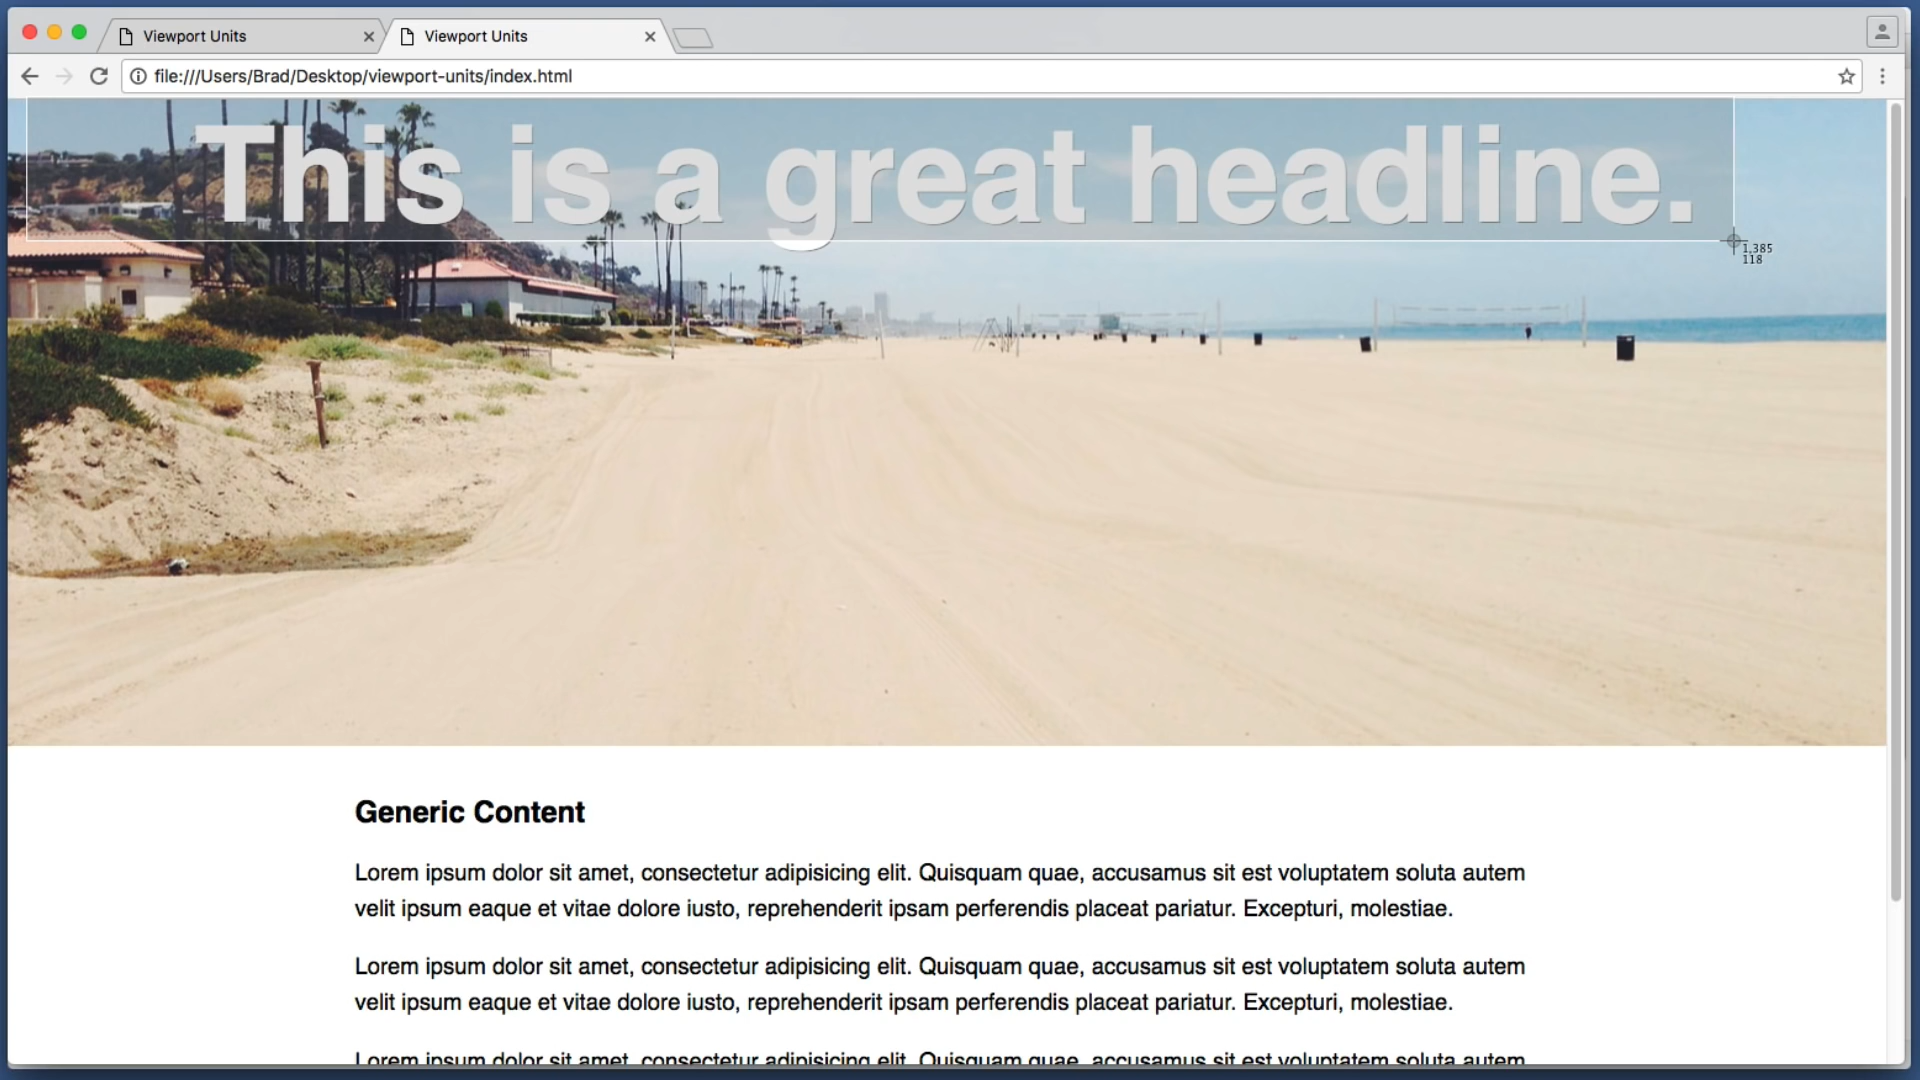 Viewport Units
Viewport Units
file:///Users/Brad/Desktop/viewport-units/index.html
This is a great headline.
1,385
118
Generic Content
Lorem ipsum dolor sit amet, consectetur adipisicing elit. Quisquam quae, accusamus sit est voluptatem soluta autem
velit ipsum eaque et vitae dolore iusto, reprehenderit ipsam perferendis placeat pariatur. Excepturi, molestiae.
Lorem ipsum dolor sit amet, consectetur adipisicing elit. Quisquam quae, accusamus sit est voluptatem soluta autem
velit ipsum eaque et vitae dolore iusto, reprehenderit ipsam perferendis placeat pariatur. Excepturi, molestiae.
Lorem ipsum dolor sit amet, consectetur adipisicing elit. Quisquam quae, accusamus sit est voluptatem soluta autem